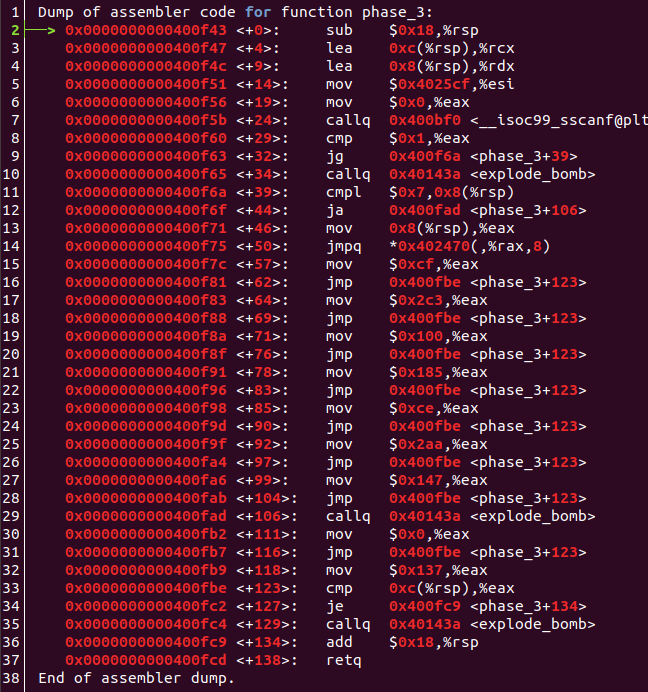 1 Dump of assembler code for function phase_3:
2 ──> 0x0000000000400f43 <+0>: sub $0x18,%rsp
3 0x0000000000400f47 <+4>: lea 0xc(%rsp),%rcx
4 0x0000000000400f4c <+9>: lea 0x8(%rsp),%rdx
5 0x0000000000400f51 <+14>: mov $0x4025cf,%esi
6 0x0000000000400f56 <+19>: mov $0x0,%eax
7 0x0000000000400f5b <+24>: callq 0x400bf0 <__isoc99_sscanf@plt
8 0x0000000000400f60 <+29>: cmp $0x1,%eax
9 0x0000000000400f63 <+32>: jg 0x400f6a <phase_3+39>
10 0x0000000000400f65 <+34>: callq 0x40143a <explode_bomb>
11 0x0000000000400f6a <+39>: cmpl $0x7,0x8(%rsp)
12 0x0000000000400f6f <+44>: ja 0x400fad <phase_3+106>
13 0x0000000000400f71 <+46>: mov 0x8(%rsp),%eax
14 0x0000000000400f75 <+50>: jmpq *0x402470(,%rax,8)
15 0x0000000000400f7c <+57>: mov $0xcf,%eax
16 0x0000000000400f81 <+62>: jmp 0x400fbe <phase_3+123>
17 0x0000000000400f83 <+64>: mov $0x2c3,%eax
18 0x0000000000400f88 <+69>: jmp 0x400fbe <phase_3+123>
19 0x0000000000400f8a <+71>: mov $0x100,%eax
20 0x0000000000400f8f <+76>: jmp 0x400fbe <phase_3+123>
21 0x0000000000400f91 <+78>: mov $0x185,%eax
22 0x0000000000400f96 <+83>: jmp 0x400fbe <phase_3+123>
23 0x0000000000400f98 <+85>: mov $0xce,%eax
24 0x0000000000400f9d <+90>: jmp 0x400fbe <phase_3+123>
25 0x0000000000400f9f <+92>: mov $0x2aa,%eax
26 0x0000000000400fa4 <+97>: jmp 0x400fbe <phase_3+123>
27 0x0000000000400fa6 <+99>: mov $0x147,%eax
28 0x0000000000400fab <+104>: jmp 0x400fbe <phase_3+123>
29 0x0000000000400fad <+106>: callq 0x40143a <explode_bomb>
30 0x0000000000400fb2 <+111>: mov $0x0,%eax
31 0x0000000000400fb7 <+116>: jmp 0x400fbe <phase_3+123>
32 0x0000000000400fb9 <+118>: mov $0x137,%eax
33 0x0000000000400fbe <+123>: cmp 0xc(%rsp),%eax
34 0x0000000000400fc2 <+127>: je 0x400fc9 <phase_3+134>
35 0x0000000000400fc4 <+129>: callq 0x40143a <explode_bomb>
36 0x0000000000400fc9 <+134>: add $0x18,%rsp
37 0x0000000000400fcd <+138>: retq
38 End of assembler dump.